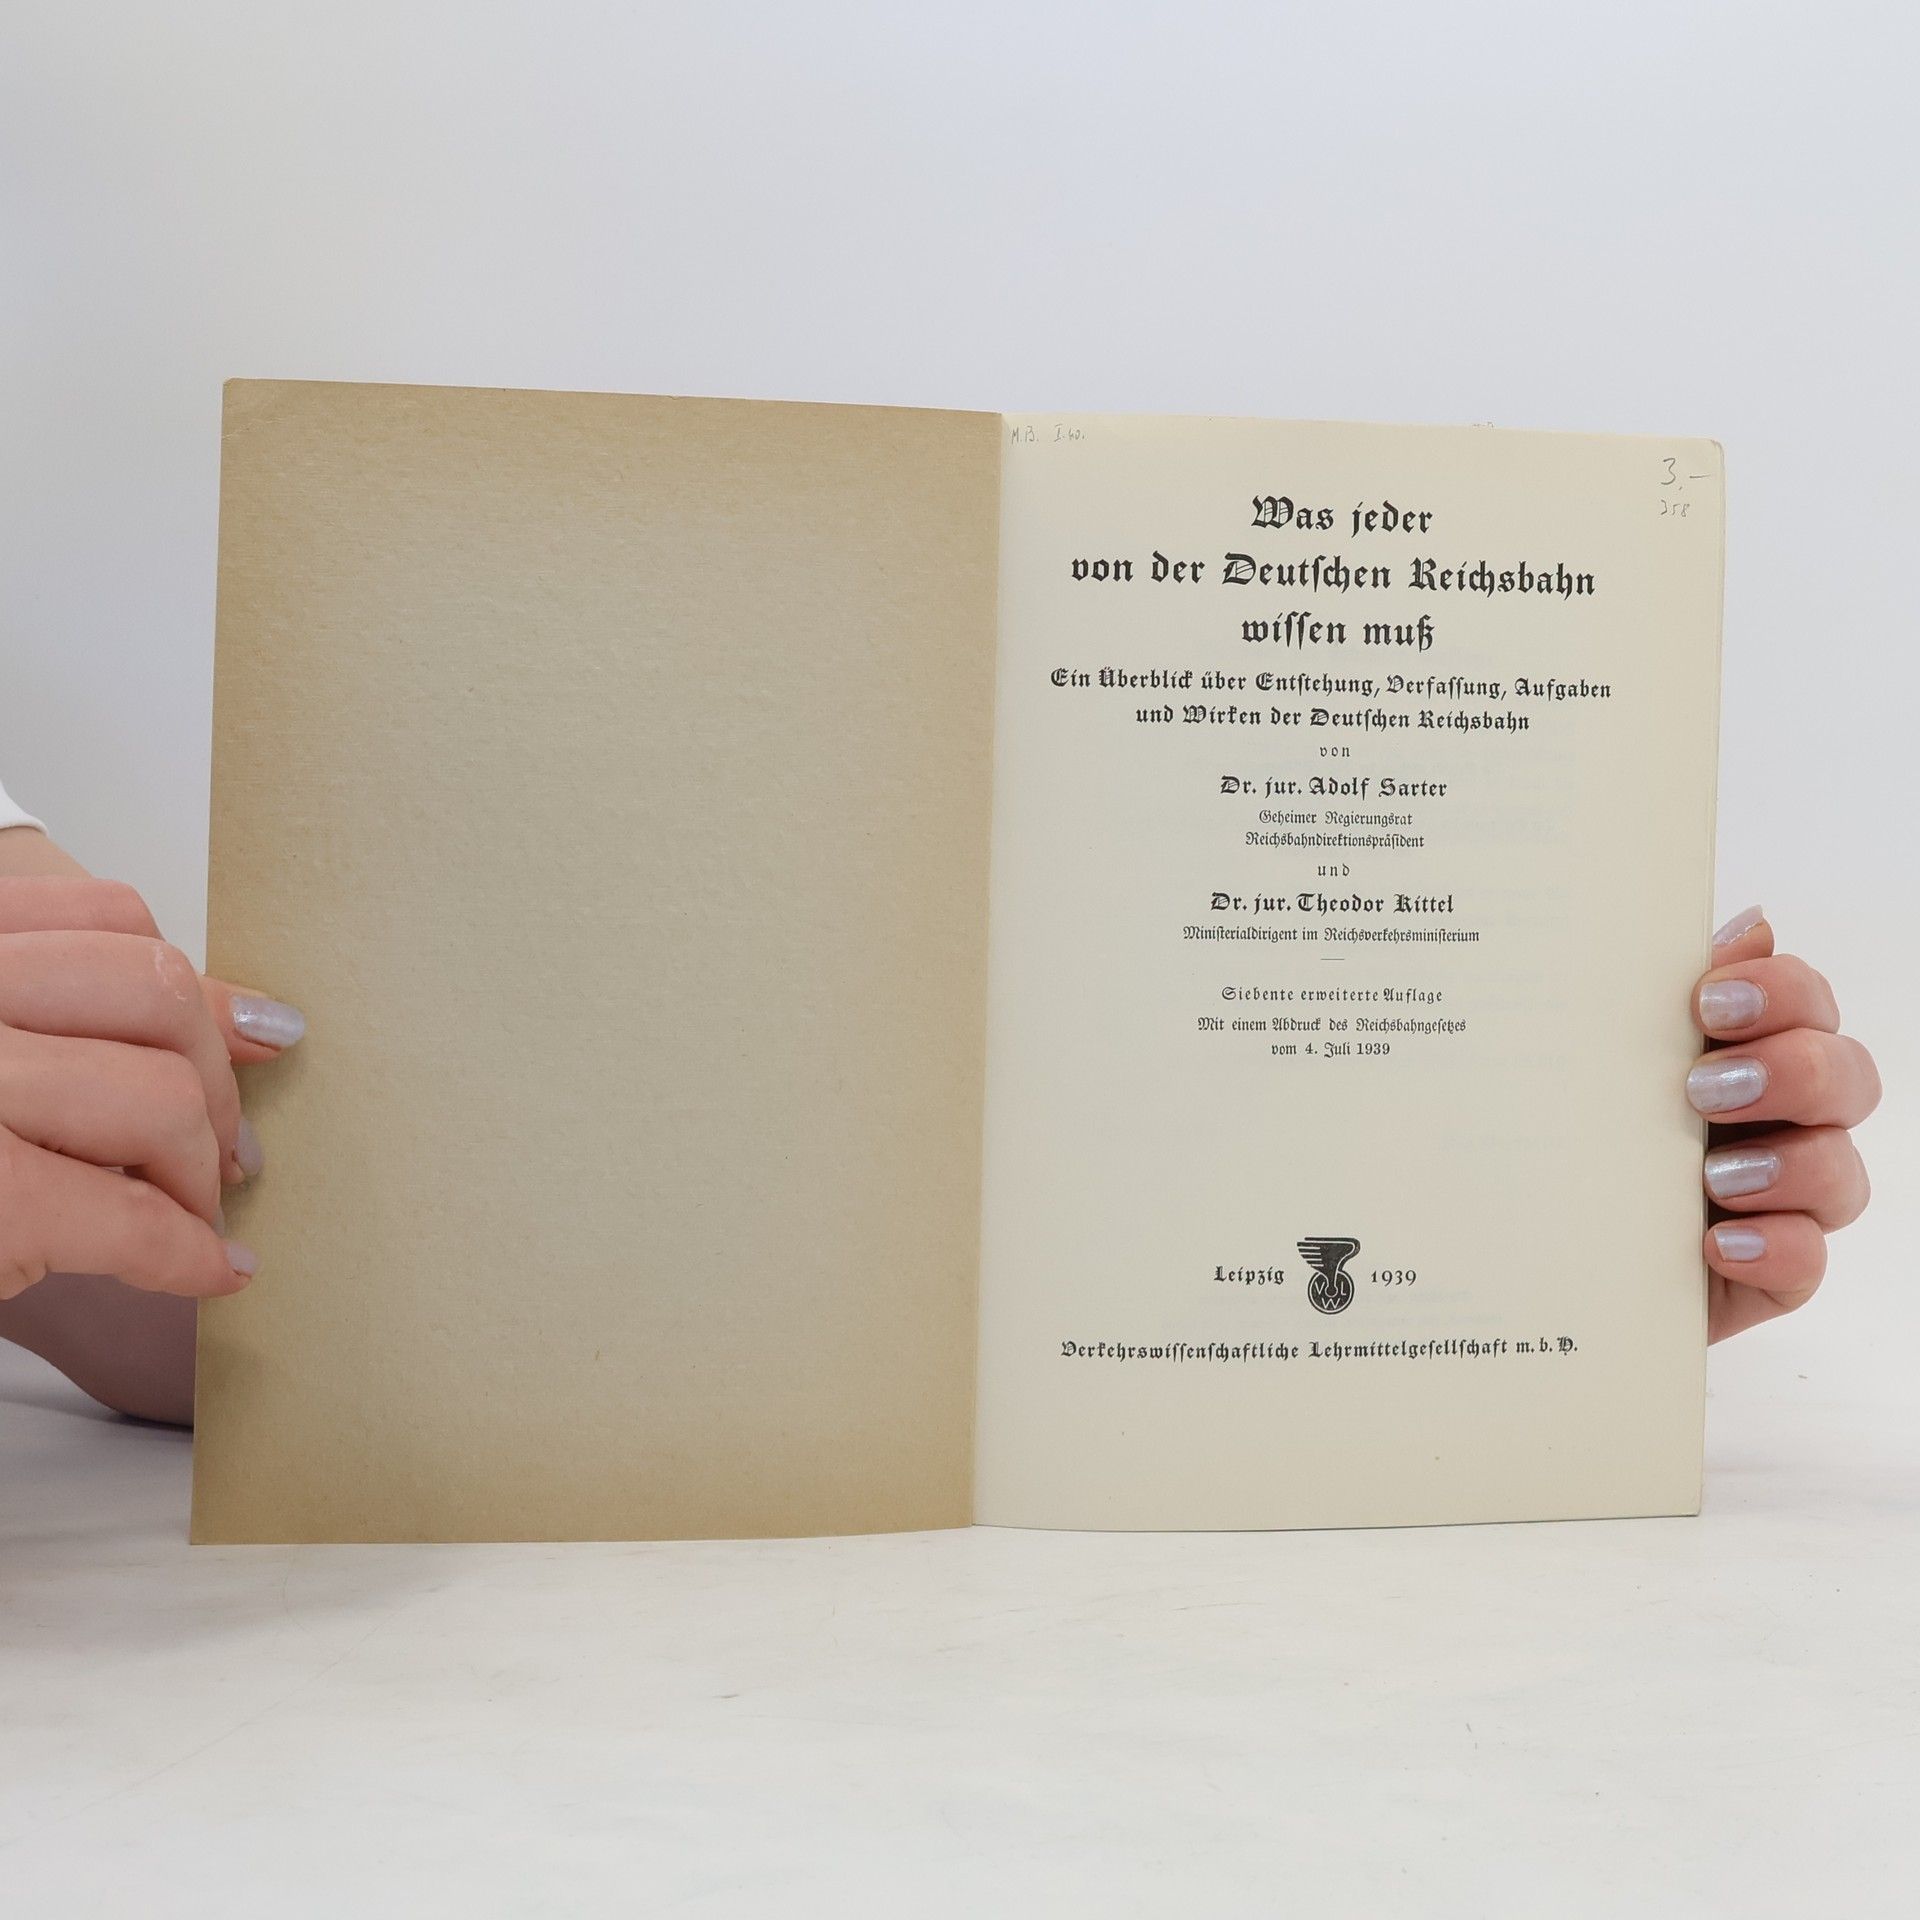 M.B. I.40.
3.-
358
Was jeder
von der Deutſchen Reichsbahn
wiſſen muß
Ein Überblick über Entſtehung, Verfaſſung, Aufgaben
und Wirken der Deutſchen Reichsbahn
von
Dr. jur. Adolf Sarter
Geheimer Regierungsrat
Reichsbahndirektionspräſident
und
Dr. jur. Theodor Kittel
Miniſterialdirigent im Reichsverkehrsminiſterium
Siebente erweiterte Auflage
Mit einem Abdruck des Reichsbahngeſetzes
vom 4. Juli 1939
Leipzig VLW 1939
Verkehrswiſſenſchaftliche Lehrmittelgeſellſchaft m. b. H.